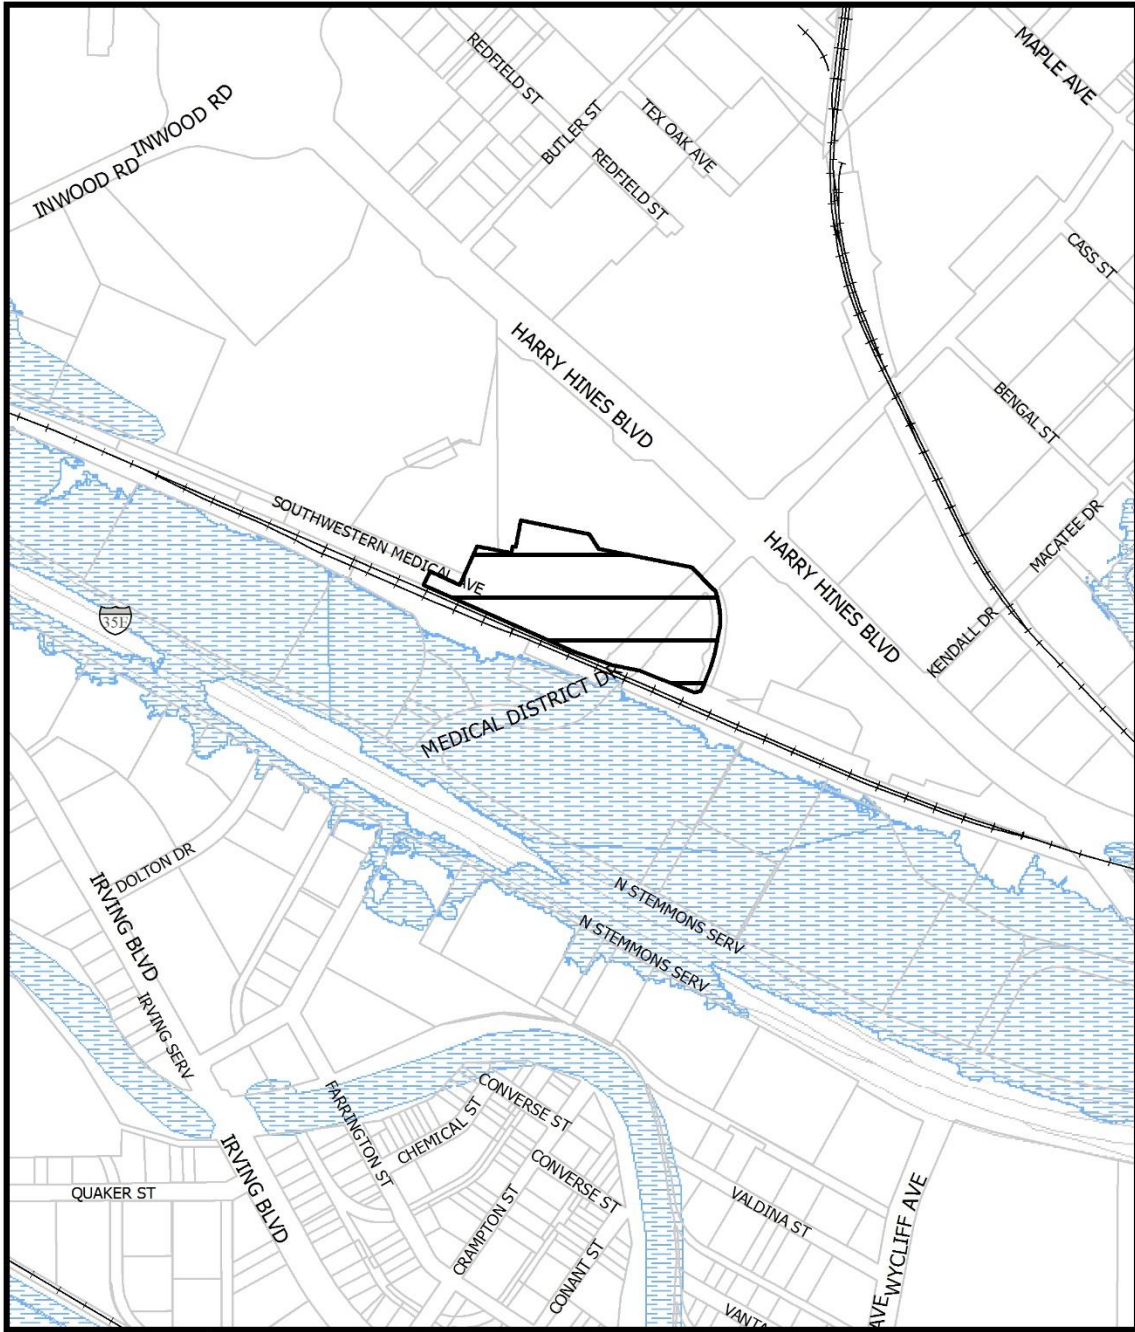 MAPLE AVE
REDFIELD ST
INWOOD RD
INWOOD RD
BUTLER ST
TEX OAK AVE
REDFIELD ST
CASS ST
HARRY HINES BLVD
BENGAL ST
SOUTHWESTERN MEDICAL AVE
MACATEE DR
HARRY HINES BLVD
35E
KENDALL DR
MEDICAL DISTRICT DR
DOLTON DR
IRVING BLVD
N STEMMONS SERV
N STEMMONS SERV
IRVING SERV
CONVERSE ST
FARRINGTON ST
CHEMICAL ST
IRVING BLVD
CONVERSE ST
QUAKER ST
VALDINA ST
WYCLIFF AVE
CRAMPTON ST
CONANT ST
AVE
VANTA